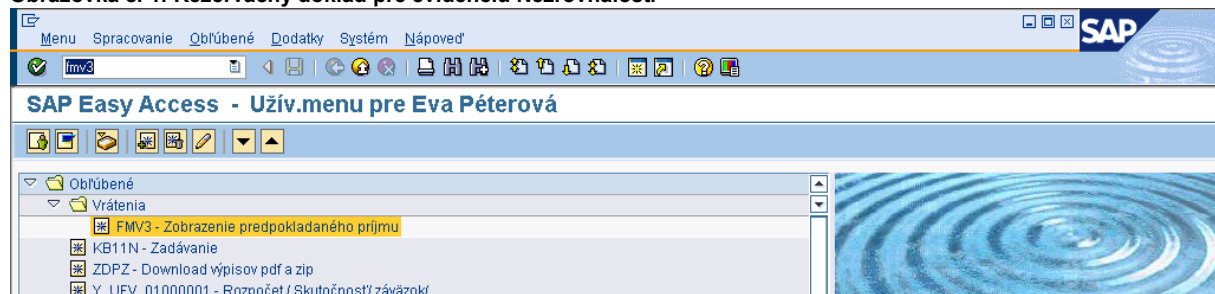 Obrázovka č. 1: Rezervačný doklad pre evidenciu Nezrovnalostí
Menu Spracovanie Obľúbené Dodatky Systém Nápoveď
SAP
fmv3
SAP Easy Access - Užív.menu pre Eva Péterová
Obľúbené
Vrátenia
FMV3 - Zobrazenie predpokladaného príjmu
KB11N - Zadávanie
ZDPZ - Download výpisov pdf a zip
Y_UFV_01000001 - Rozpočet / Skutočnosť/ záväzok/